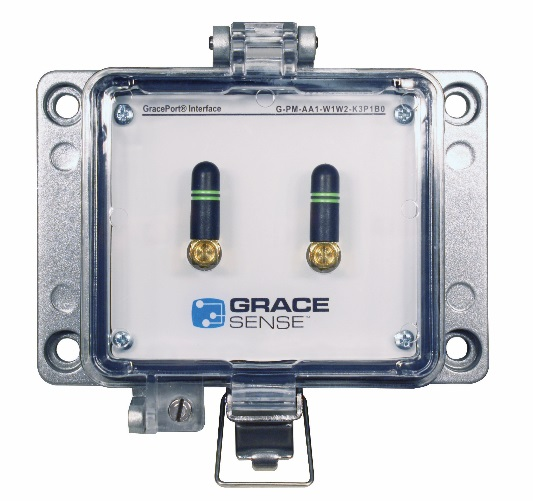 GracePort® Interface
G-PM-AA1-W1W2-K3P1B0
GRACE
SENSE™